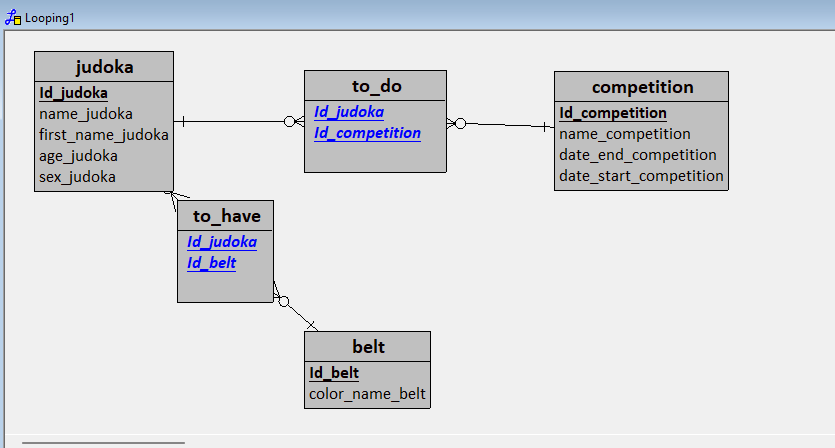 Looping1
judoka
Id_judoka
name_judoka
first_name_judoka
age_judoka
sex_judoka
to_do
Id_judoka
Id_competition
competition
Id_competition
name_competition
date_end_competition
date_start_competition
to_have
Id_judoka
Id_belt
belt
Id_belt
color_name_belt